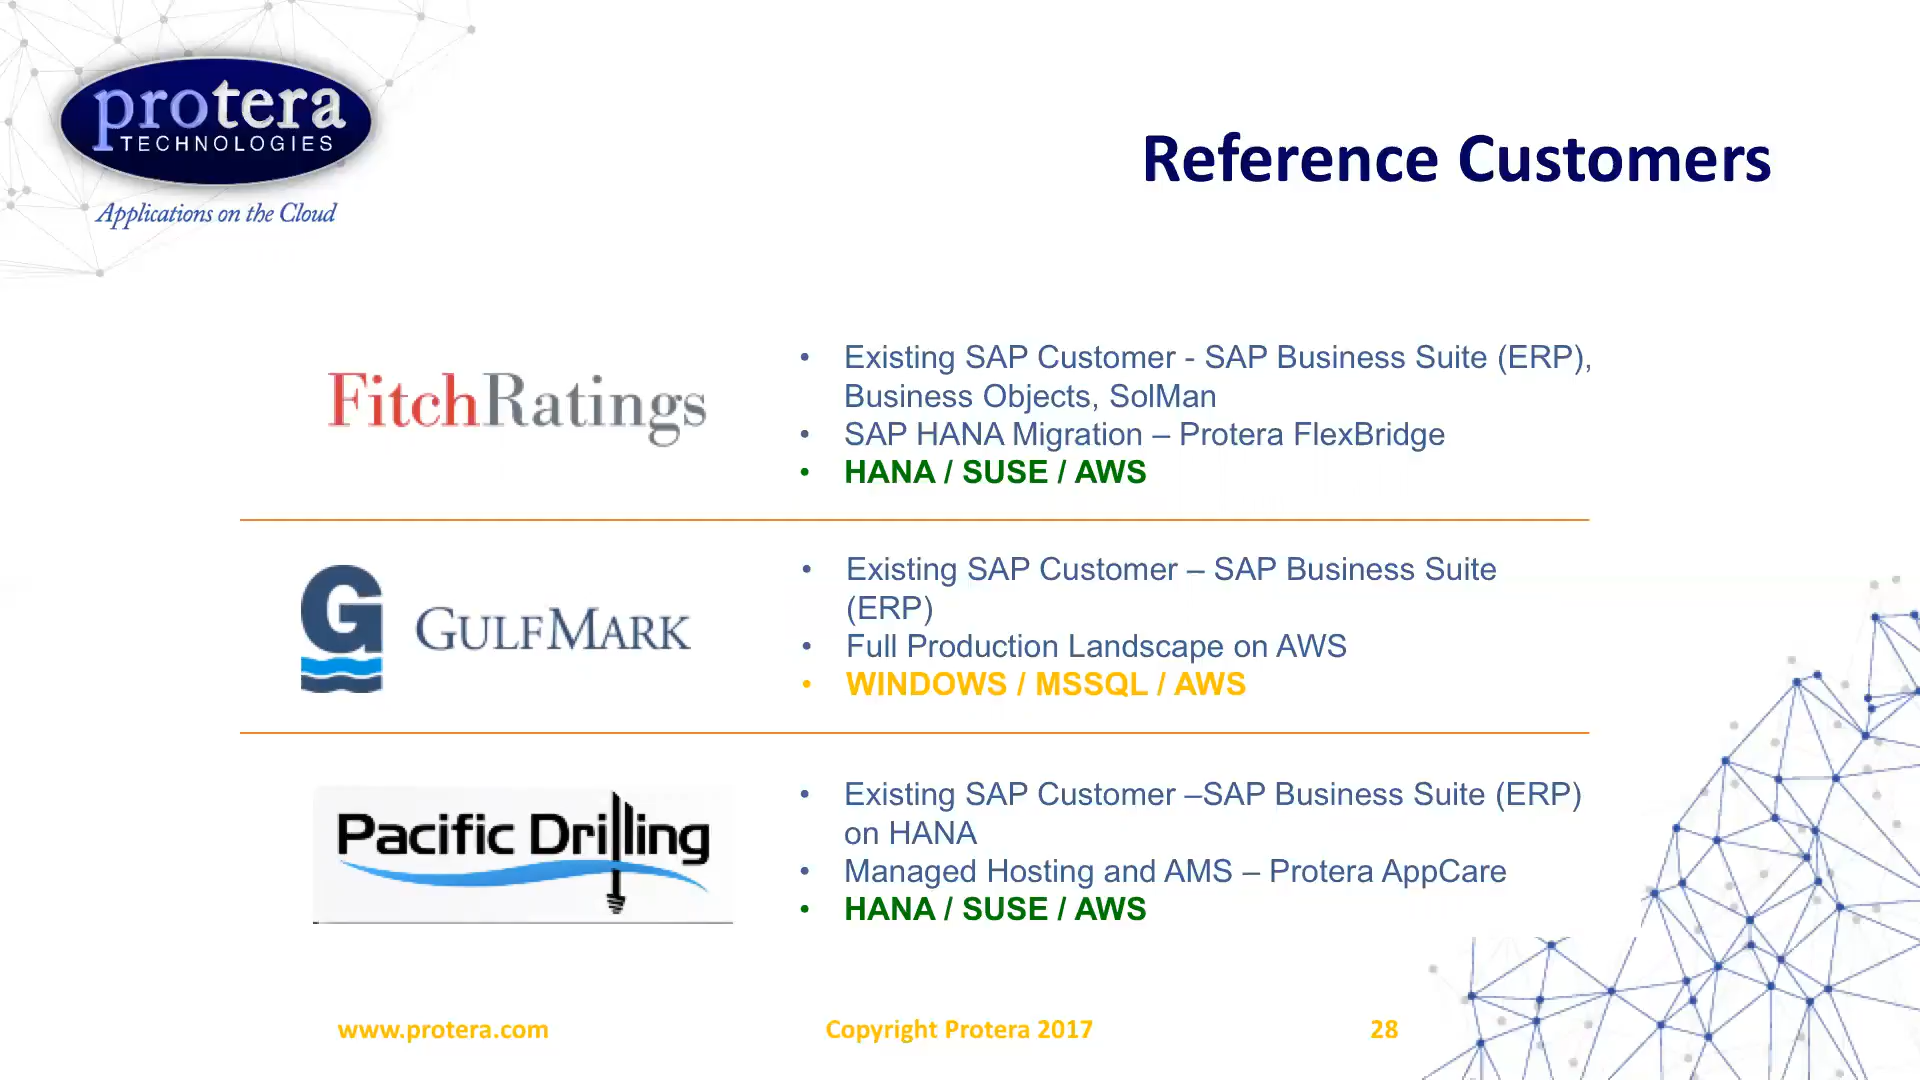 protera
TECHNOLOGIES
Applications on the Cloud
Reference Customers
FitchRatings
• Existing SAP Customer - SAP Business Suite (ERP),
Business Objects, SolMan
• SAP HANA Migration – Protera FlexBridge
• HANA / SUSE / AWS
G GULFMARK
• Existing SAP Customer – SAP Business Suite
(ERP)
• Full Production Landscape on AWS
• WINDOWS / MSSQL / AWS
Pacific Drilling
• Existing SAP Customer –SAP Business Suite (ERP)
on HANA
• Managed Hosting and AMS – Protera AppCare
• HANA / SUSE / AWS
www.protera.com Copyright Protera 2017 28